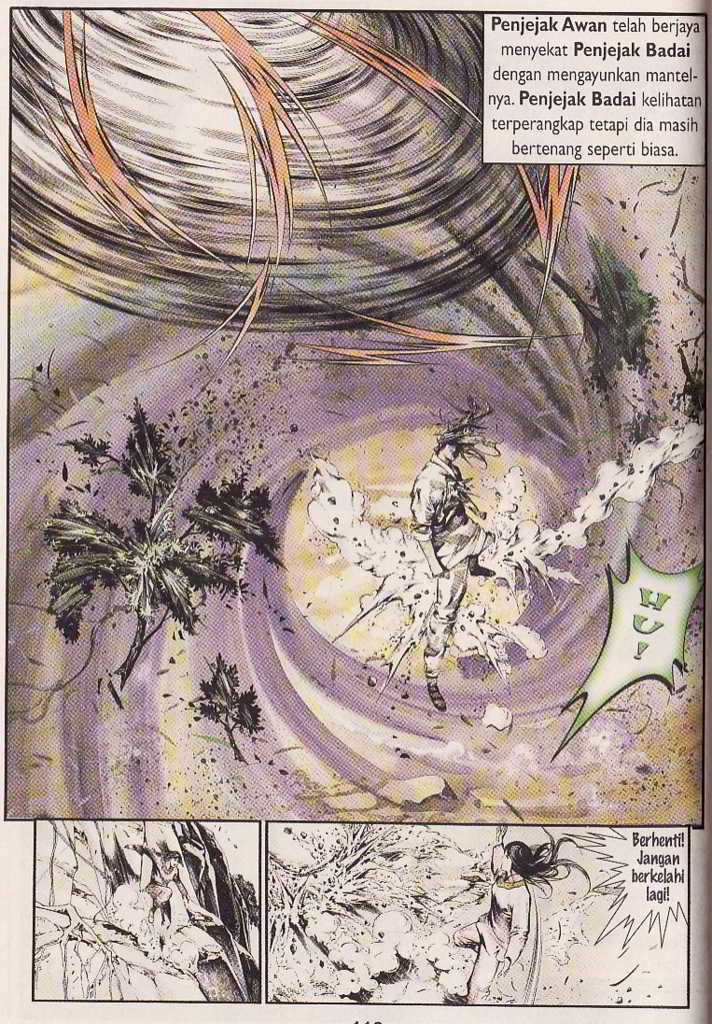 Penjejak Awan telah berjaya
menyekat Penjejak Badai
dengan mengayunkan mantel-
nya. Penjejak Badai kelihatan
terperangkap tetapi dia masih
bertenang seperti biasa.
HU!
Berhenti!
Jangan
berkelahi
lagi!